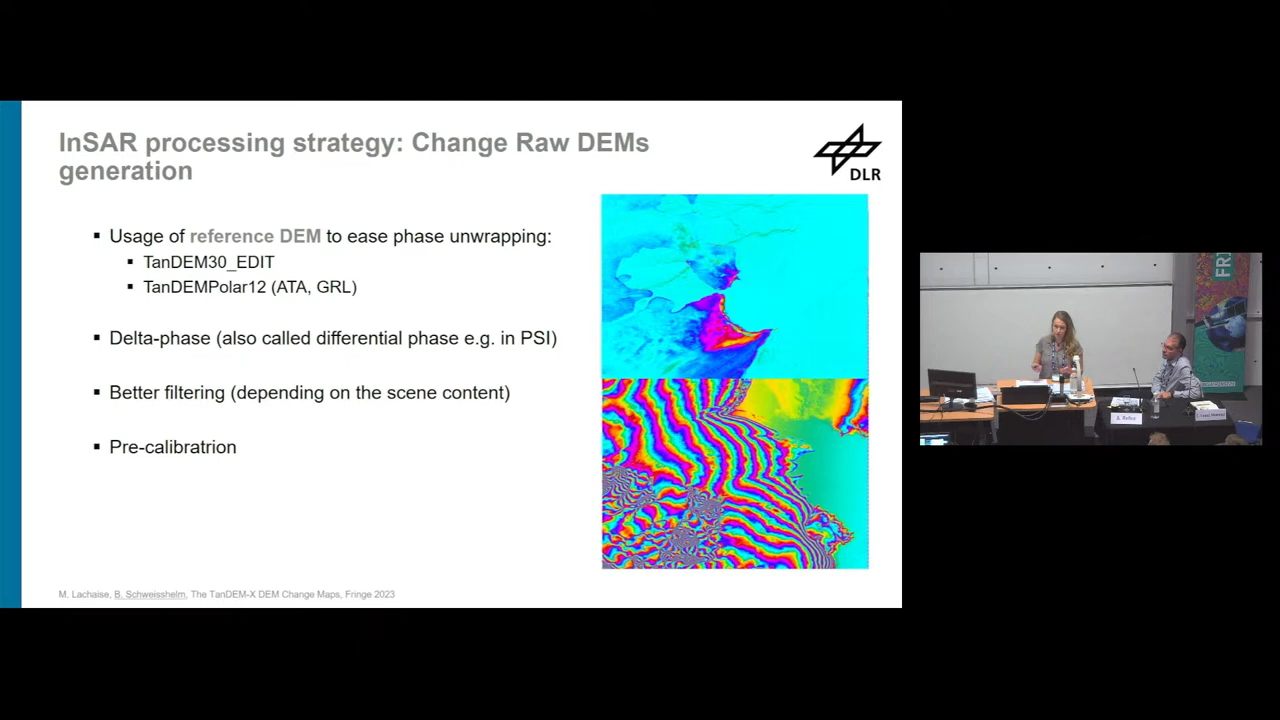 InSAR processing strategy: Change Raw DEMs
generation
DLR
▪ Usage of reference DEM to ease phase unwrapping:
▪ TanDEM30_EDIT
▪ TanDEMPolar12 (ATA, GRL)
▪ Delta-phase (also called differential phase e.g. in PSI)
▪ Better filtering (depending on the scene content)
▪ Pre-calibratrion
M. Lachaise, B. Schweisshelm, The TanDEM-X DEM Change Maps, Fringe 2023
FRI